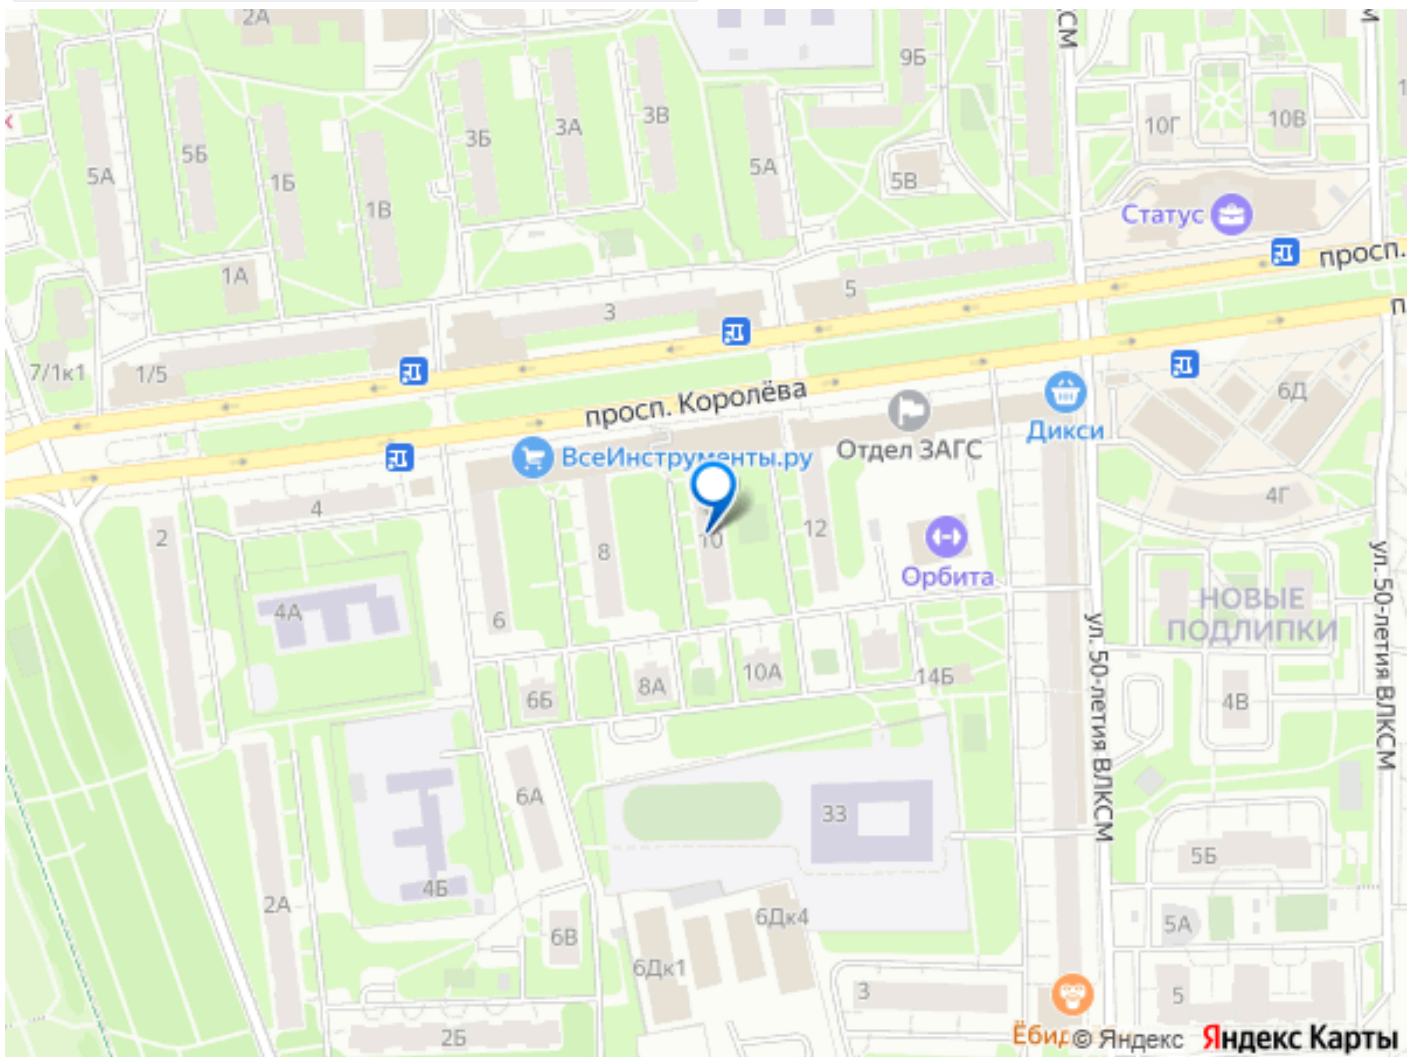 2А
СМ
И
9Б
3В
3А
3Б
10Г
10В
5Б
5А
1Б
5А
5В
1В
Статус
1А
просп.
5
3
7/1к1
1/5
просп. Королёва
6Д
Дикси
Отдел ЗАГС
ВсеИнструменты.ру
4Г
4
2
12
10
8
Орбита
ул. 50-летия ВЛКСМ
НОВЫЕ
ПОДЛИПКИ
4А
6
ул. 50-летия ВЛКСМ
8А
10А
14Б
6Б
4В
6А
33
5Б
4Б
2А
6Дк4
5А
6В
6Дк1
3
5
2Б
© Яндекс
Яндекс Карты